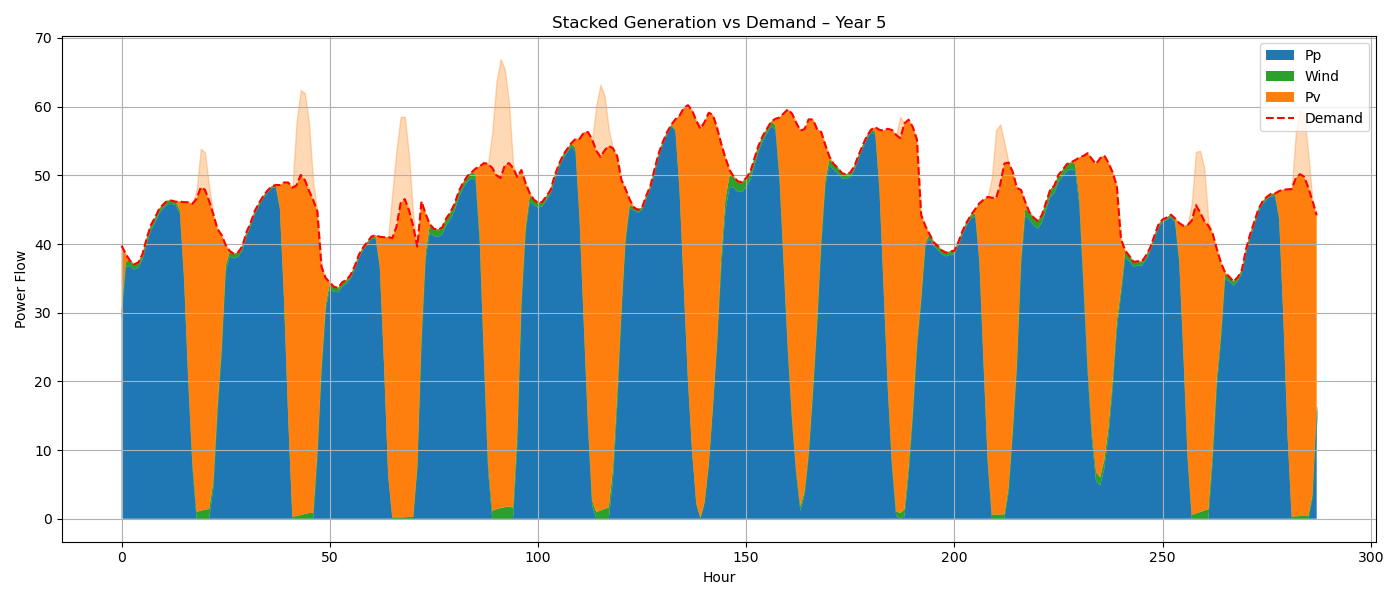 Stacked Generation vs Demand – Year 5
Power Flow
70
60
50
40
30
20
10
0
Pp
Wind
Pv
Demand
0 50 100 150 200 250 300
Hour